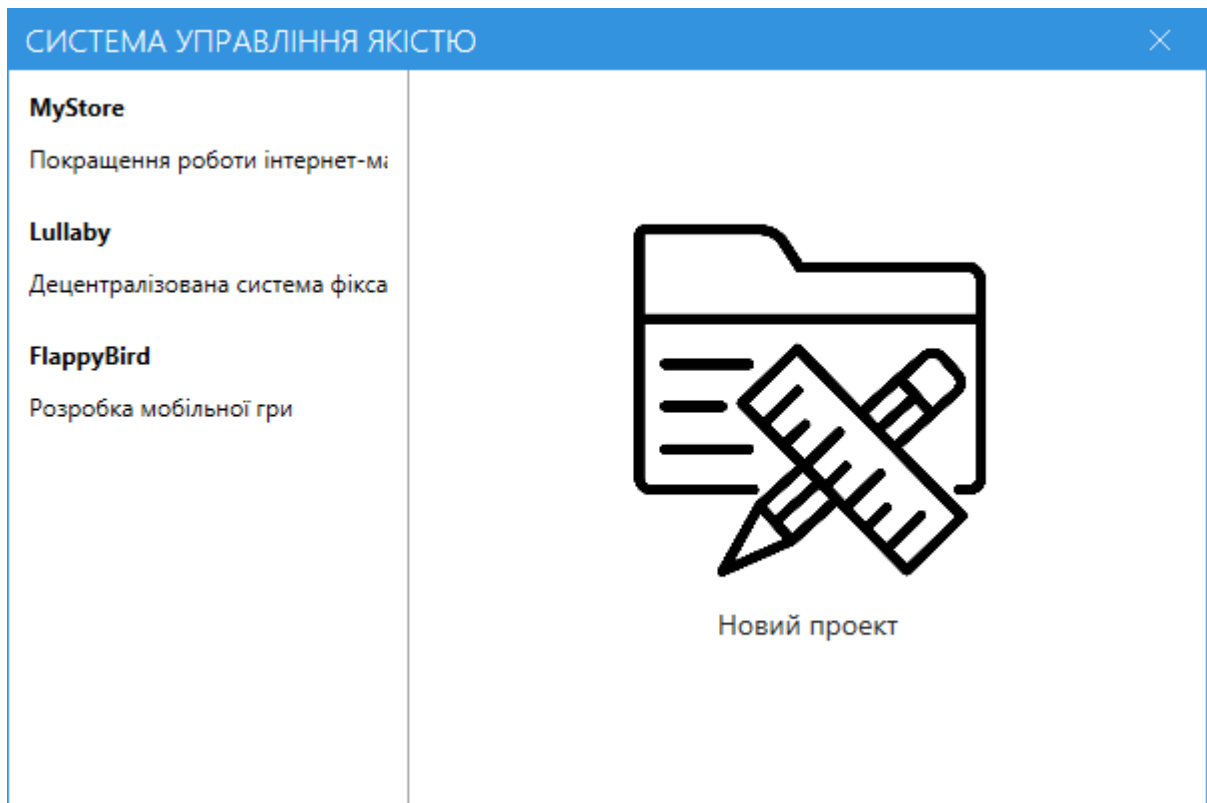 СИСТЕМА УПРАВЛІННЯ ЯКІСТЮ
MyStore
Покращення роботи інтернет-ма
Lullaby
Децентралізована система фікса
FlappyBird
Розробка мобільної гри
Новий проект